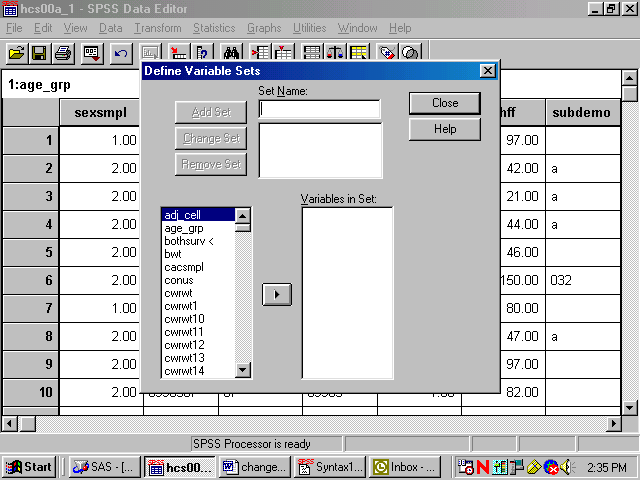 hcs00a_1 - SPSS Data Editor
File Edit View Data Transform Statistics Graphs Utilities Window Help
Define Variable Sets
1:age_grp
Set Name:
Add Set
Change Set
Remove Set
Close
Help
Variables in Set:
adj_cell
age_grp
bothsurv <
bwt
cacsmpl
conus
cwrwt
cwrwt1
cwrwt10
cwrwt11
cwrwt12
cwrwt13
cwrwt14
sexsmpl hff subdemo
1 1.00 97.00
2 2.00 42.00 a
3 2.00 21.00 a
4 2.00 44.00 a
5 2.00 46.00
6 2.00 150.00 032
7 1.00 80.00
8 2.00 47.00 a
9 2.00 97.00
10 2.00 82.00
SPSS Processor is ready
Start SAS - [... hcs00... change... Syntax1... Inbox - ... 2:35 PM